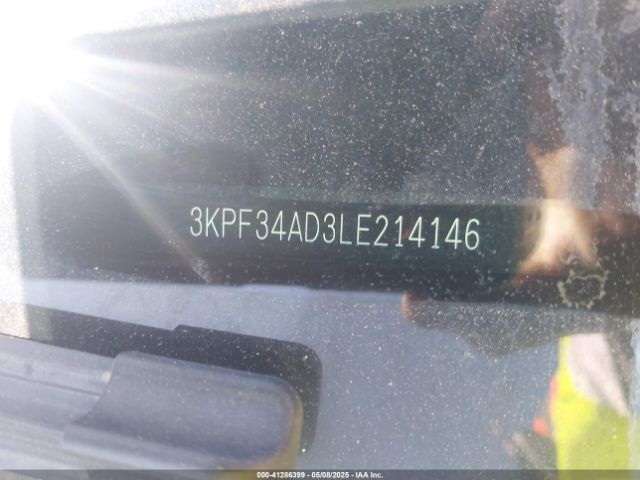 3KPF34AD3LE214146
000-41286399 • 05/08/2025 • IAA Inc.